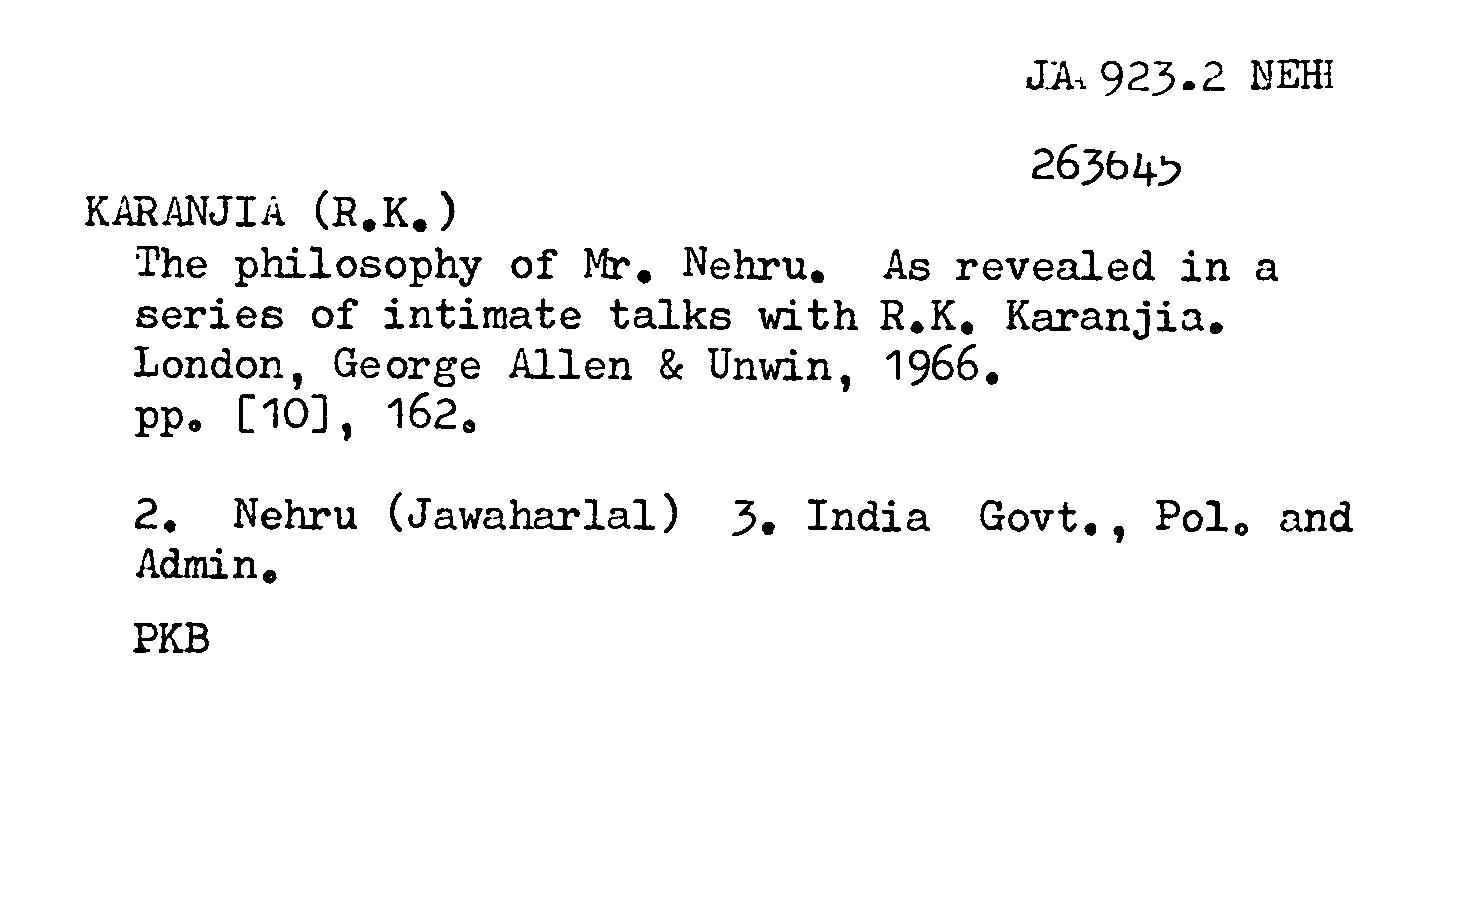 JA. 923.2 NEH
263645
KARANJIA (R.K.)
The philosophy of Mr. Nehru. As revealed in a
series of intimate talks with R.K. Karanjia.
London, George Allen & Unwin, 1966.
pp. [10], 162.
2. Nehru (Jawaharlal) 3. India Govt., Pol. and
Admin.
PKB